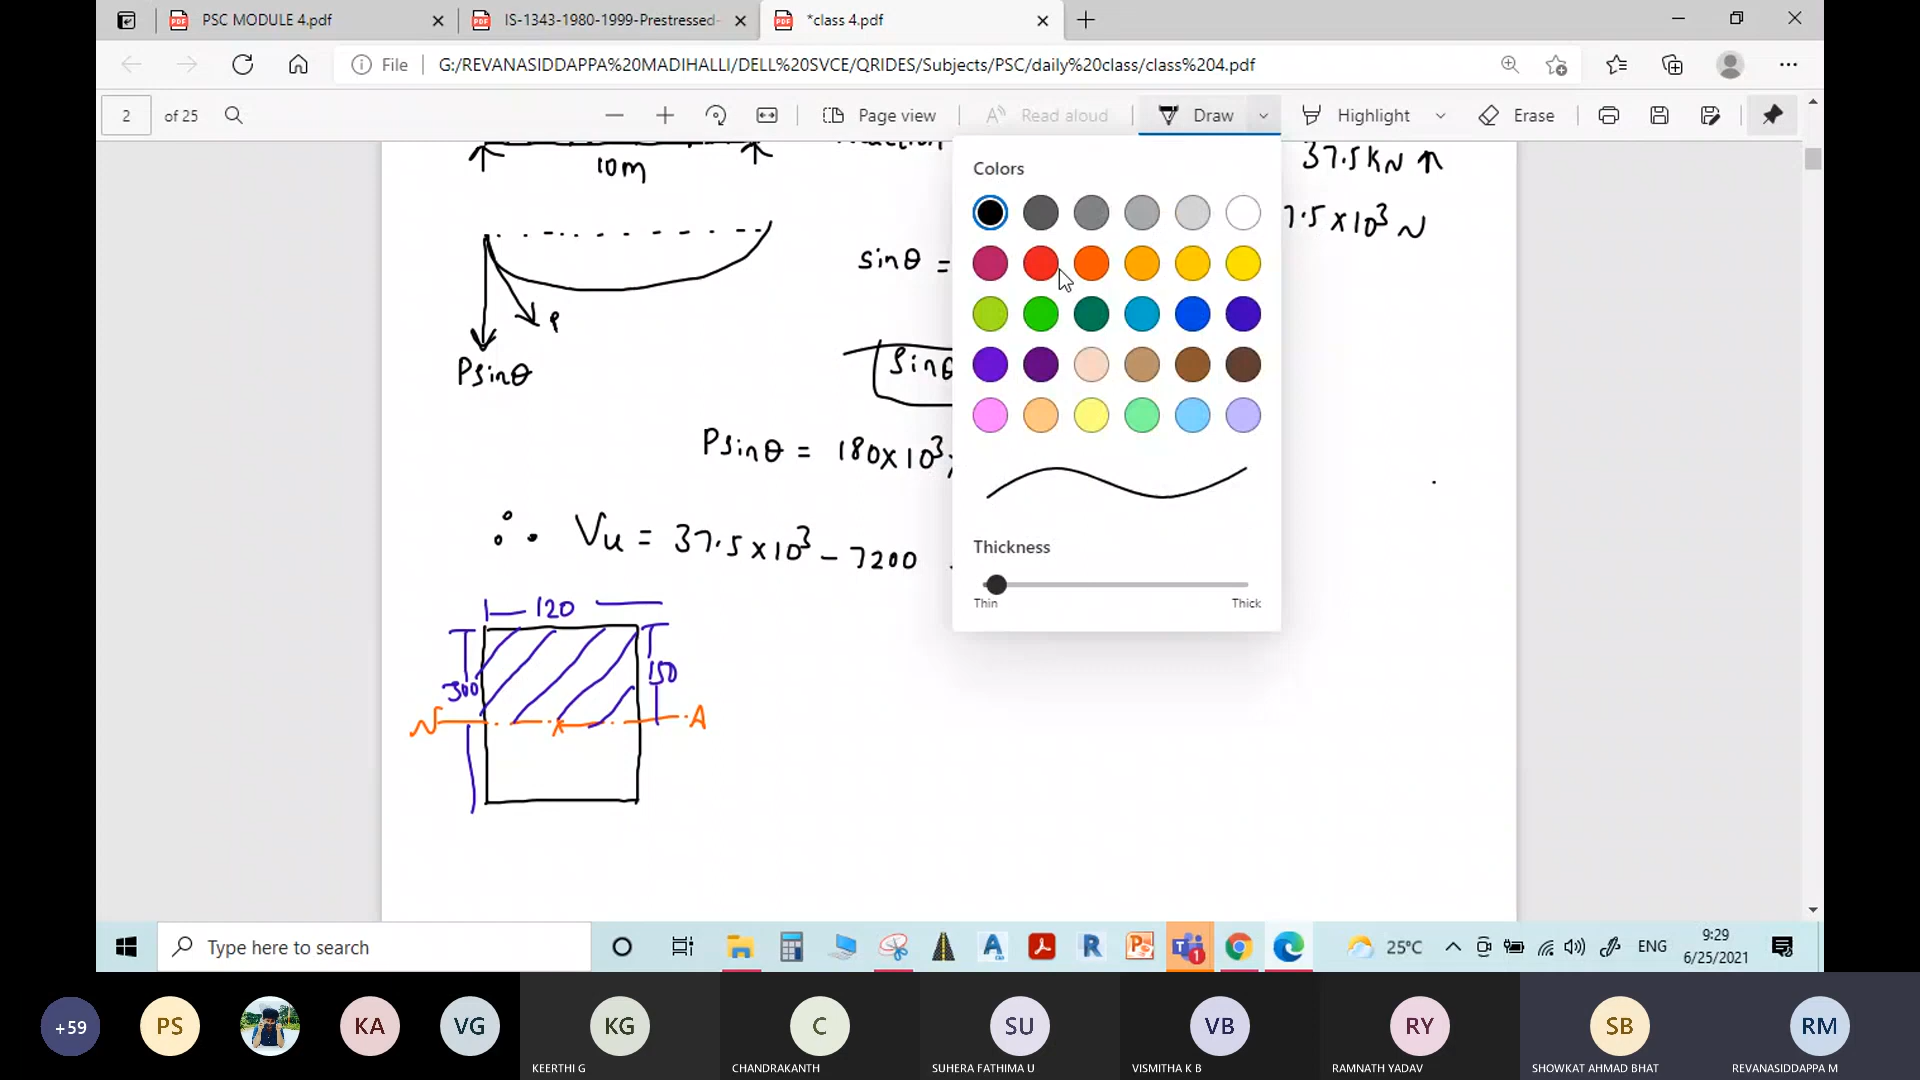 PSC MODULE 4.pdf
IS-1343-1980-1999-Prestressed-
*class 4.pdf
File
G:/REVANASIDDAPPA%20MADIHALLI/DELL%20SVCE/QRIDES/Subjects/PSC/daily%20class/class%204.pdf
2 of 25
Page view
Read aloud
Draw
Highlight
Erase
10m
37.5KN ↑
7.5x10³ N
Psinθ
P
sinθ =
Sinθ
Psinθ = 180x10³
∴ Vu = 37.5x10³ - 7200
120
300
150
N
A
Colors
Thickness
Thin
Thick
Type here to search
25°C
ENG
9:29
6/25/2021
1
+59
PS
KA
VG
KG
C
SU
VB
RY
SB
RM
KEERTHI G
CHANDRAKANTH
SUHERA FATHIMA U
VISMITHA K B
RAMNATH YADAV
SHOWKAT AHMAD BHAT
REVANASIDDAPPA M